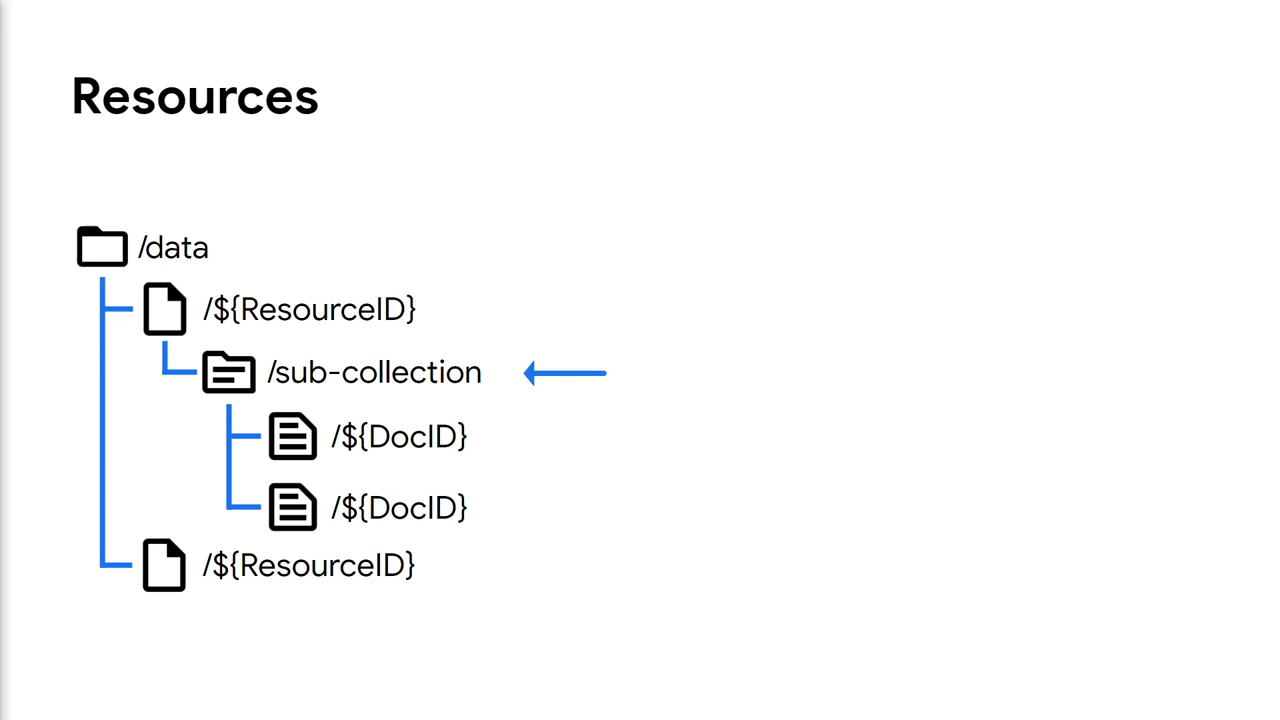 Resources
/data
/${ResourceID}
/sub-collection
/${DocID}
/${DocID}
/${ResourceID}